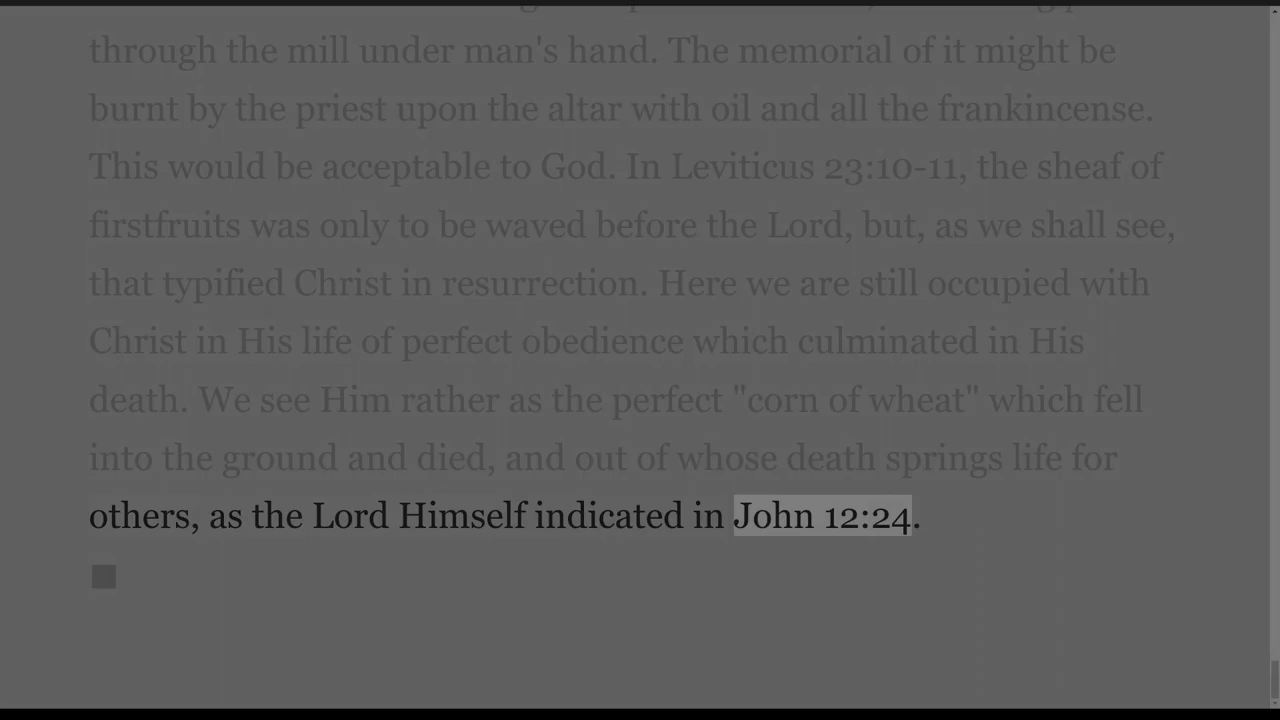 through the mill under man's hand. The memorial of it might be
burnt by the priest upon the altar with oil and all the frankincense.
This would be acceptable to God. In Leviticus 23:10-11, the sheaf of
firstfruits was only to be waved before the Lord, but, as we shall see,
that typified Christ in resurrection. Here we are still occupied with
Christ in His life of perfect obedience which culminated in His
death. We see Him rather as the perfect "corn of wheat" which fell
into the ground and died, and out of whose death springs life for
others, as the Lord Himself indicated in John 12:24.